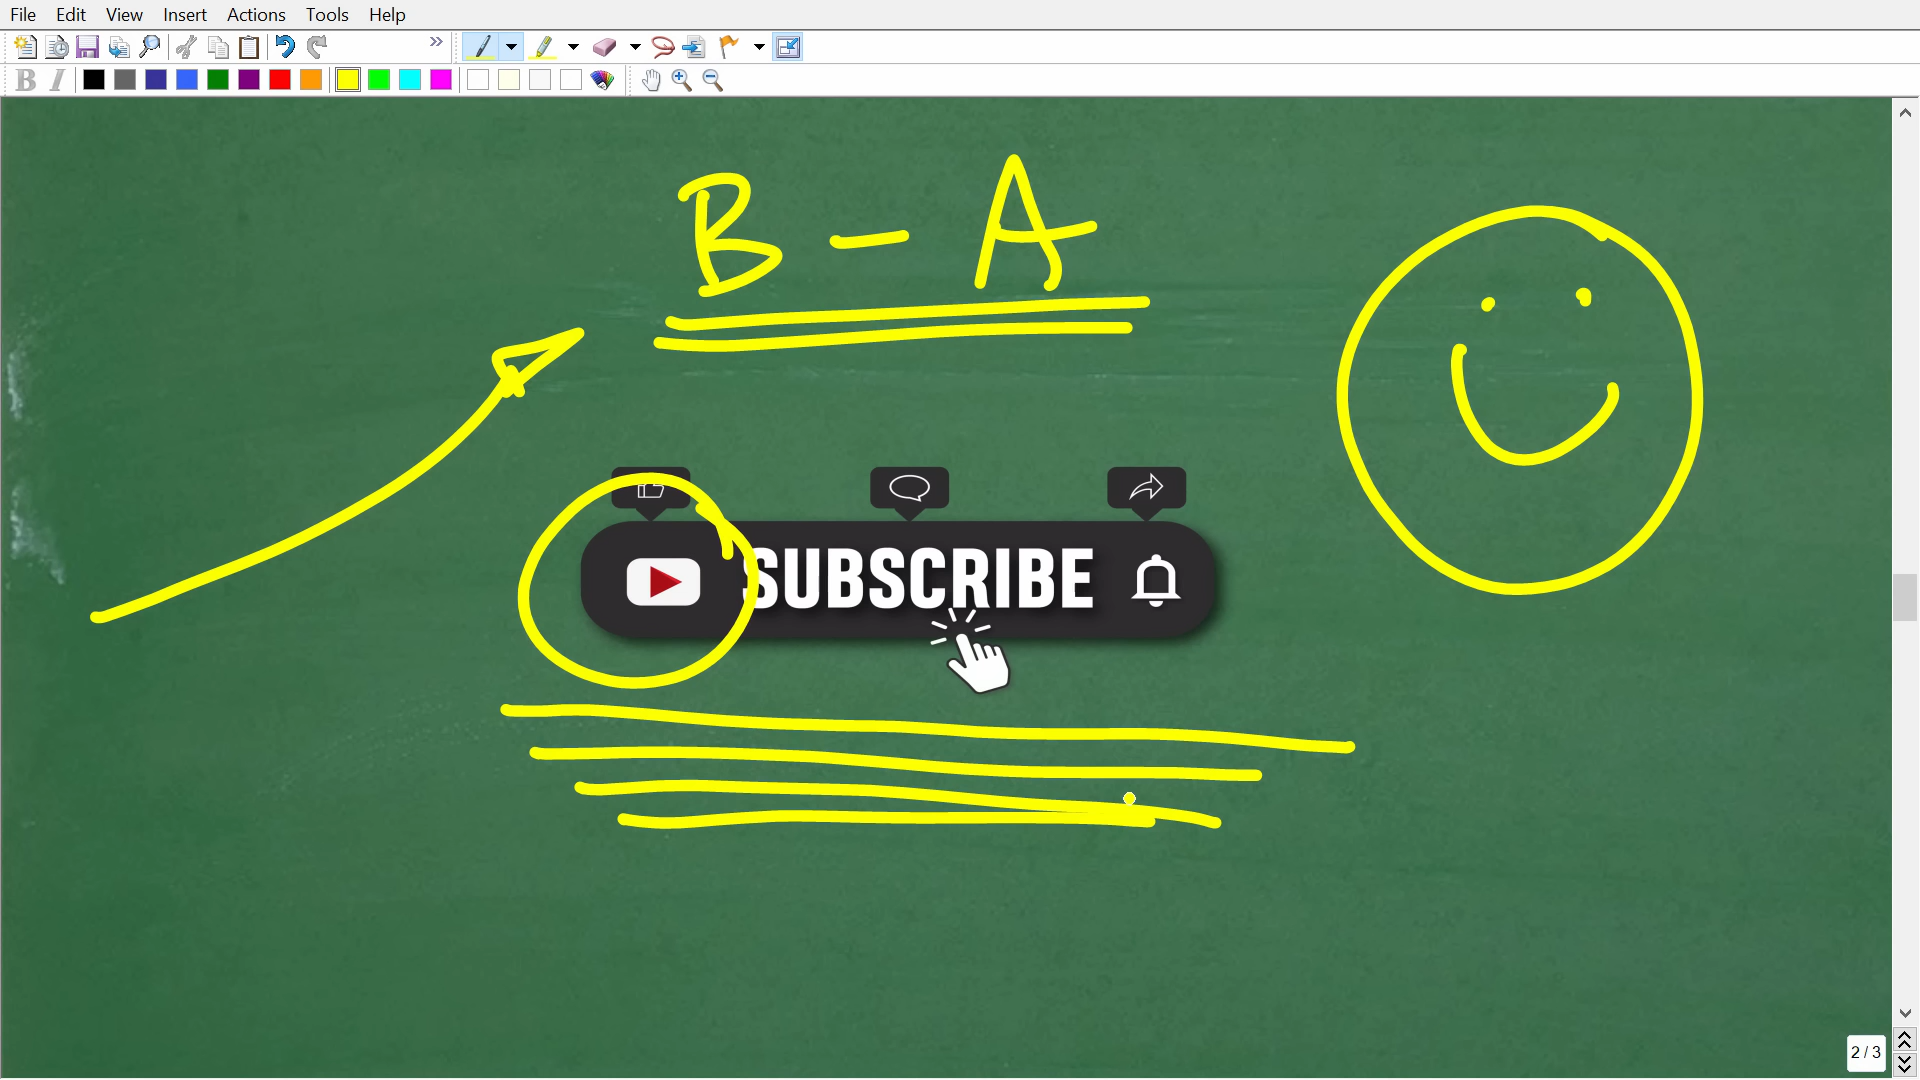 File Edit View Insert Actions Tools Help
B I
B - A
SUBSCRIBE
2 / 3